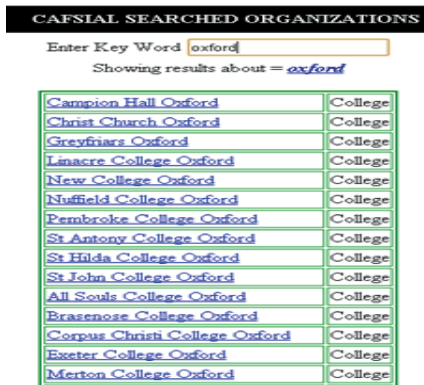 CAFSIAL SEARCHED ORGANIZATIONS
Enter Key Word oxford
Showing results about = oxford
Campion Hall Oxford College
Christ Church Oxford College
Greyfriars Oxford College
Linacre College Oxford College
New College Oxford College
Nuffield College Oxford College
Pembroke College Oxford College
St Antony College Oxford College
St Hilda College Oxford College
St John College Oxford College
All Souls College Oxford College
Brasenose College Oxford College
Corpus Christi College Oxford College
Exeter College Oxford College
Merton College Oxford College